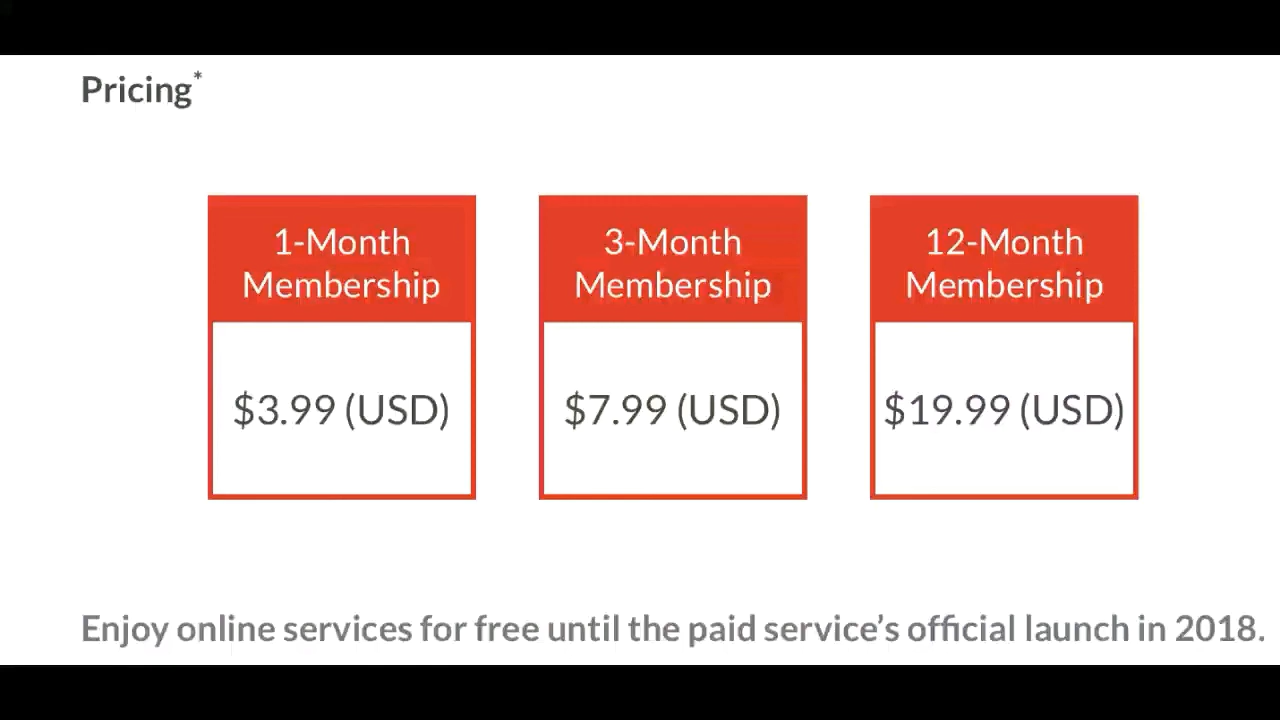 Pricing*
1-Month
Membership
$3.99 (USD)
3-Month
Membership
$7.99 (USD)
12-Month
Membership
$19.99 (USD)
Enjoy online services for free until the paid service’s official launch in 2018.